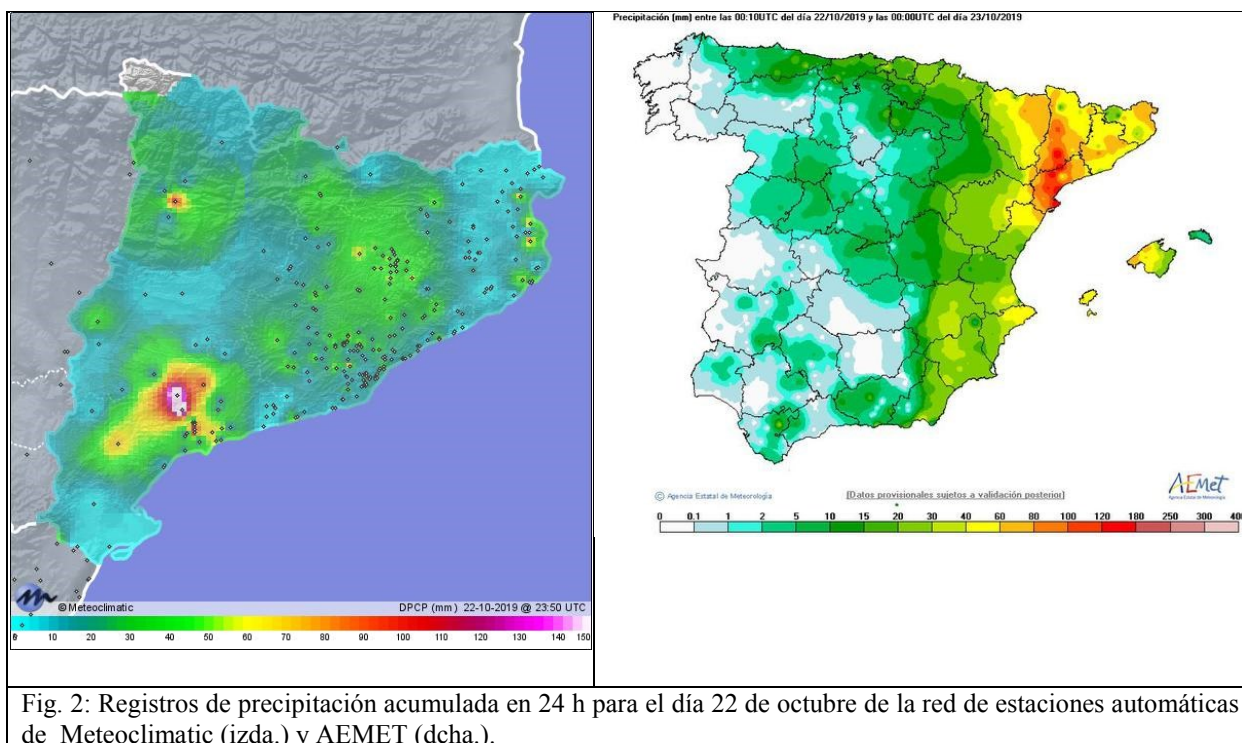 Precipitación (mm) entre las 00:10UTC del día 22/10/2019 y las 00:00UTC del día 23/10/2019
© Meteoclimatic DPCP (mm) 22-10-2019 @ 23:50 UTC
10 20 30 40 50 60 70 80 90 100 110 120 130 140 150
© Agencia Estatal de Meteorología (Datos provisionales sujetos a validación posterior)
AEMet
Agencia Estatal de Meteorología
0 0.1 1 2 5 10 15 20 30 40 60 80 100 120 180 250 300 400
Fig. 2: Registros de precipitación acumulada en 24 h para el día 22 de octubre de la red de estaciones automáticas
de Meteoclimatic (izda.) y AEMET (dcha.).